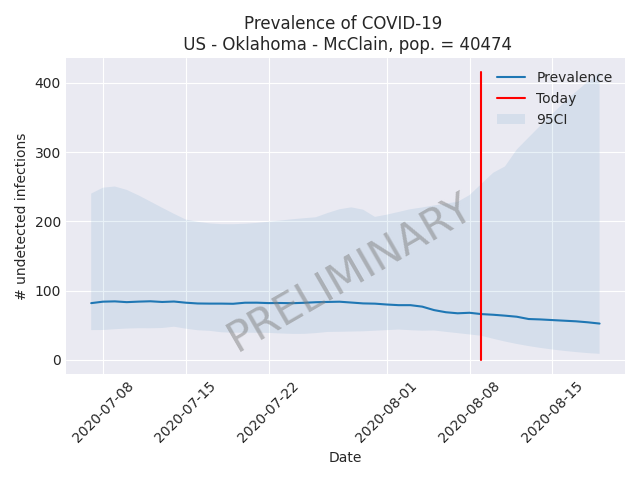 Prevalence of COVID-19
US - Oklahoma - McClain, pop. = 40474
Prevalence
Today
95CI
400
300
200
100
0
# undetected infections
PRELIMINARY
2020-07-08
2020-07-15
2020-07-22
2020-08-01
2020-08-08
2020-08-15
Date